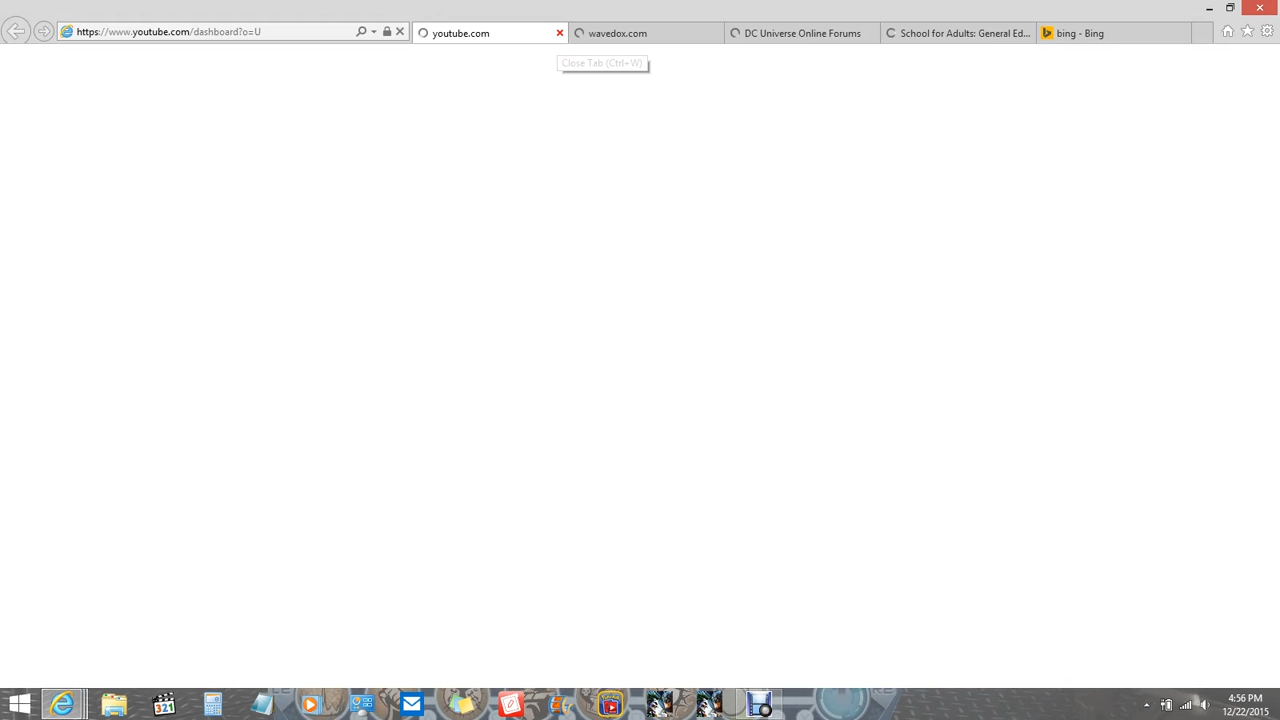 https://www.youtube.com/dashboard?o=U
youtube.com
wavedox.com
DC Universe Online Forums
School for Adults: General Ed...
bing - Bing
Close Tab (Ctrl+W)
321
4:56 PM
12/22/2015